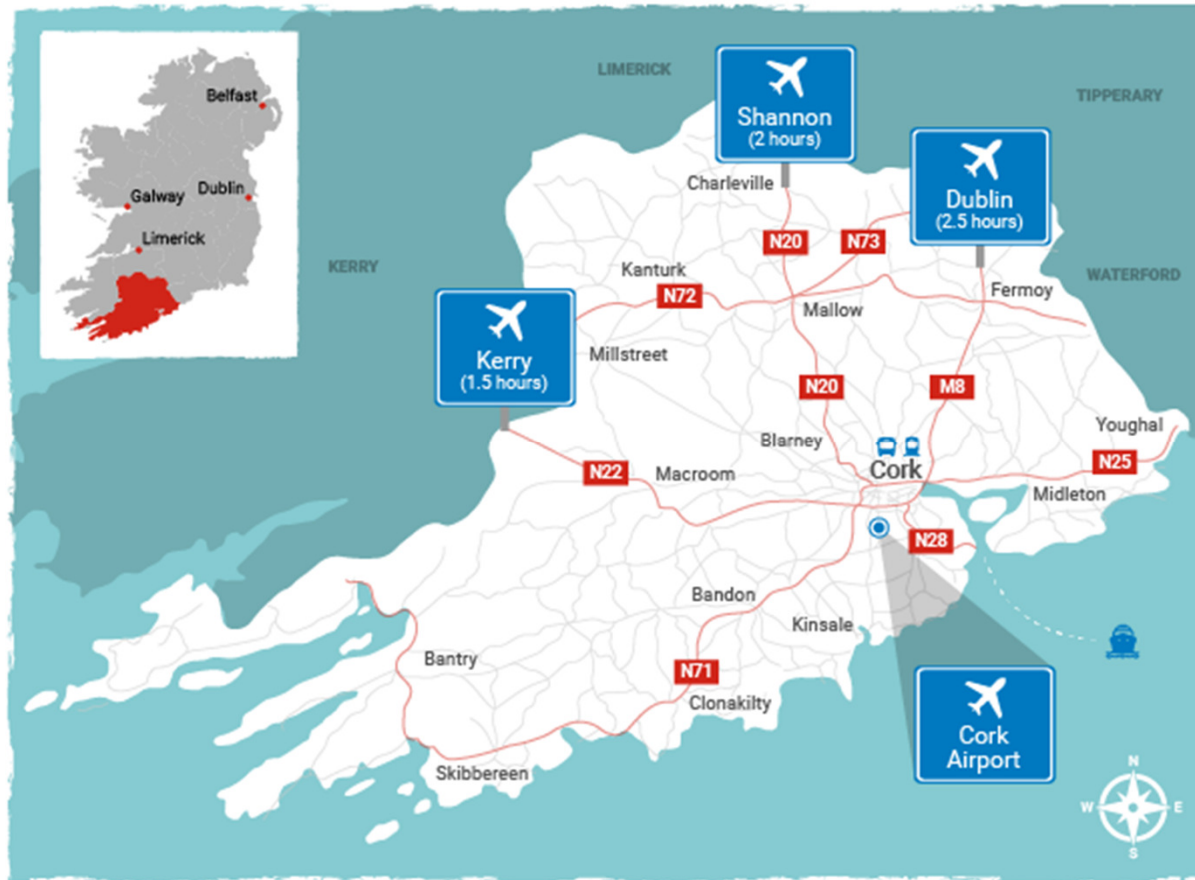 LIMERICK
TIPPERARY
KERRY
WATERFORD
Belfast
Galway
Dublin
Limerick
Shannon
(2 hours)
Dublin
(2.5 hours)
Kerry
(1.5 hours)
Charleville
N20
N73
Kanturk
N72
Mallow
Fermoy
Millstreet
N20
M8
Blarney
Cork
Youghal
N25
Midleton
N22
Macroom
N28
Bandon
Kinsale
Bantry
N71
Clonakilty
Skibbereen
Cork
Airport
N
W
E
S